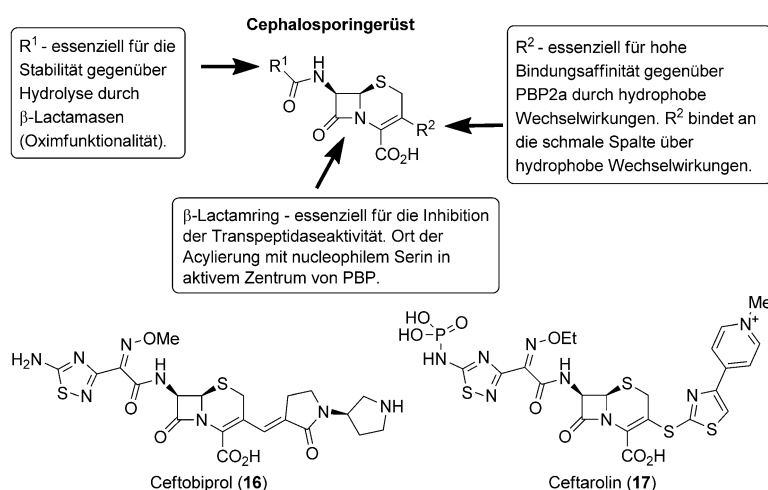 Cephalosporingerüst
R¹ - essenziell für die
Stabilität gegenüber
Hydrolyse durch
β-Lactamasen
(Oximfunktionalität).
R¹
H
N
O
S
N
O
R²
CO₂H
R² - essenziell für hohe
Bindungsaffinität gegenüber
PBP2a durch hydrophobe
Wechselwirkungen. R² bindet an
die schmale Spalte über
hydrophobe Wechselwirkungen.
β-Lactamring - essenziell für die Inhibition
der Transpeptidaseaktivität. Ort der
Acylierung mit nucleophilem Serin in
aktivem Zentrum von PBP.
H₂N
N
S
N
N
OMe
O
H
N
S
O
N
CO₂H
O
N
NH
Ceftobiprol (16)
HO
HO
P
O
NH
N
S
N
N
OEt
O
H
N
S
O
N
CO₂H
S
N
S
N⁺
Me
Ceftarolin (17)